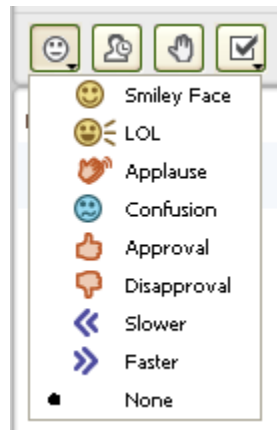 Smiley Face
LOL
Applause
Confusion
Approval
Disapproval
Slower
Faster
None